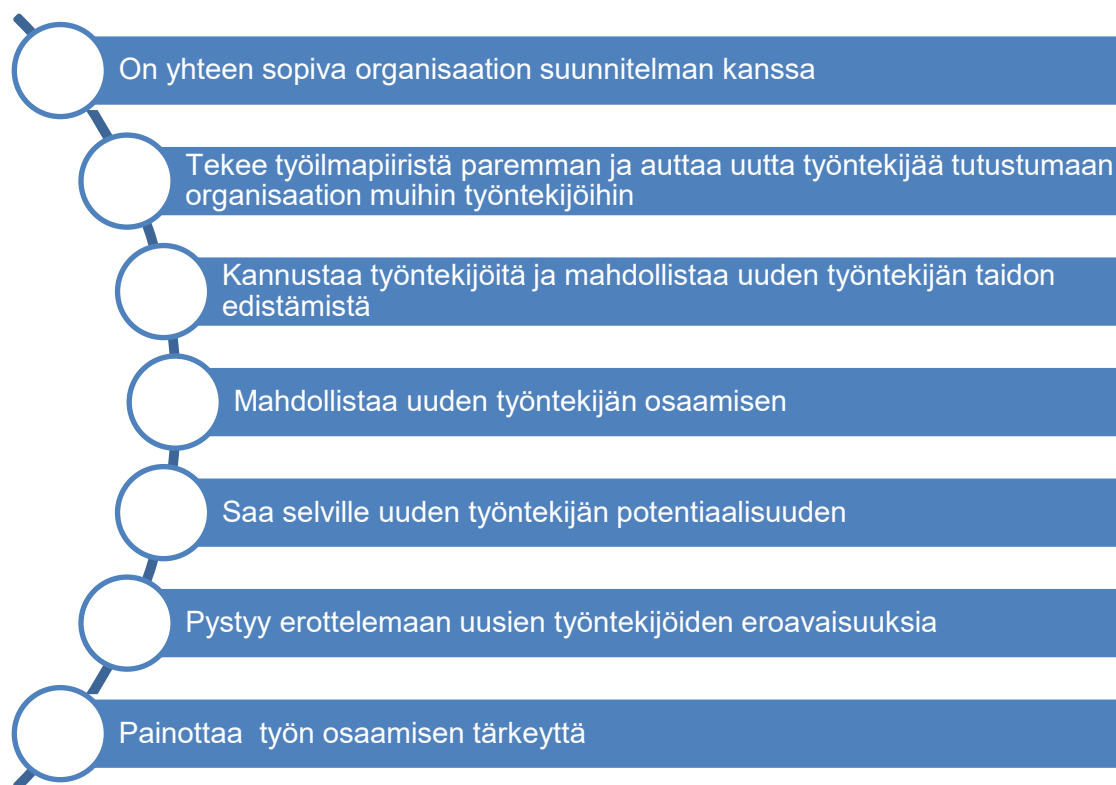 On yhteen sopiva organisaation suunnitelman kanssa
Tekee työilmapiiristä paremman ja auttaa uutta työntekijää tutustumaan
organisaation muihin työntekijöihin
Kannustaa työntekijöitä ja mahdollistaa uuden työntekijän taidon
edistämistä
Mahdollistaa uuden työntekijän osaamisen
Saa selville uuden työntekijän potentiaalisuuden
Pystyy erottelemaan uusien työntekijöiden eroavaisuuksia
Painottaa  työn osaamisen tärkeyttä